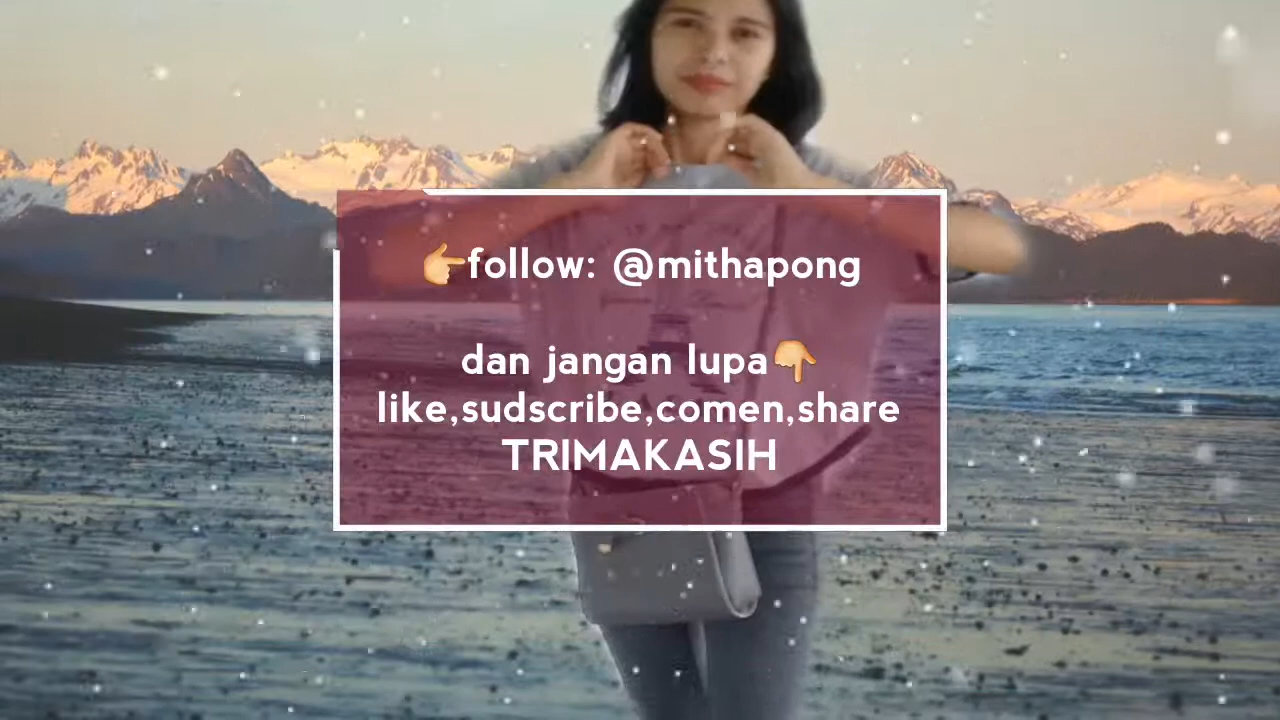 👉follow: @mithapong
dan jangan lupa👇
like,sudscribe,comen,share
TRIMAKASIH